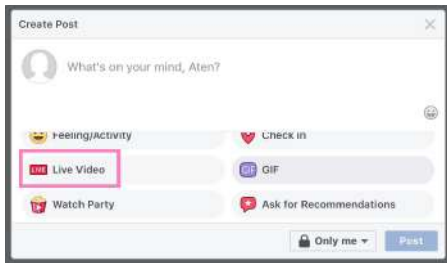 Create Post
What's on your mind, Aten?
Feeling/Activity
Check in
LIVE Live Video
GIF GIF
Watch Party
Ask for Recommendations
Only me
Post